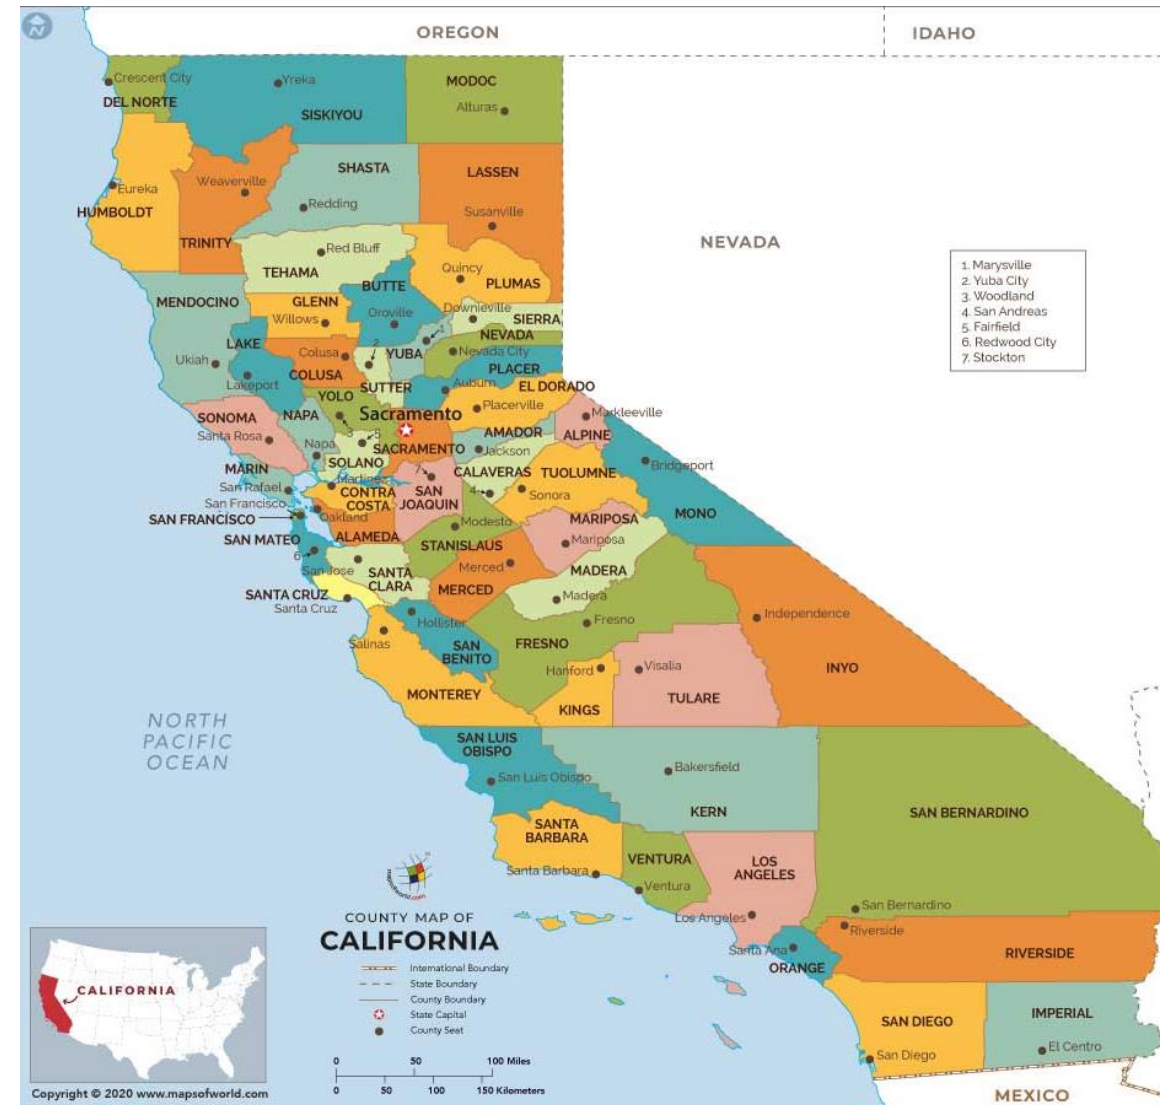 OREGON
IDAHO
Crescent City
DEL NORTE
Yreka
SISKIYOU
MODOC
Alturas
Eureka
HUMBOLDT
Weaverville
TRINITY
SHASTA
Redding
LASSEN
Susanville
NEVADA
Red Bluff
TEHAMA
Quincy
PLUMAS
MENDOCINO
Ukiah
GLENN
Willows
BUTTE
Oroville
Downieville
SIERRA
LAKE
Lakeport
Colusa
COLUSA
2
SUTTER
1
YUBA
NEVADA
Nevada City
PLACER
Auburn
EL DORADO
Placerville
1. Marysville
2. Yuba City
3. Woodland
4. San Andreas
5. Fairfield
6. Redwood City
7. Stockton
SONOMA
Santa Rosa
NAPA
Napa
YOLO
3
Sacramento
SACRAMENTO
5
SOLANO
AMADOR
Jackson
ALPINE
Markleeville
MARIN
San Rafael
Martinez
CONTRA
COSTA
7
SAN
JOAQUIN
CALAVERAS
4
TUOLUMNE
Sonora
Bridgeport
MONO
San Francisco
SAN FRANCISCO
Oakland
ALAMEDA
SAN MATEO
6
San Jose
SANTA
CLARA
Modesto
STANISLAUS
MARIPOSA
Mariposa
Merced
MERCED
MADERA
Madera
SANTA CRUZ
Santa Cruz
Hollister
SAN
BENITO
Salinas
MONTEREY
Fresno
FRESNO
Hanford
KINGS
Visalia
TULARE
Independence
INYO
NORTH
PACIFIC
OCEAN
SAN LUIS
OBISPO
San Luis Obispo
Bakersfield
KERN
SAN BERNARDINO
San Bernardino
SANTA
BARBARA
Santa Barbara
VENTURA
Ventura
LOS
ANGELES
Los Angeles
Santa Ana
ORANGE
Riverside
RIVERSIDE
SAN DIEGO
San Diego
IMPERIAL
El Centro
MEXICO
mapsofworld.com
COUNTY MAP OF
CALIFORNIA
International Boundary
State Boundary
County Boundary
State Capital
County Seat
0 50 100 Miles
0 50 100 150 Kilometers
CALIFORNIA
Copyright © 2020 www.mapsofworld.com
N